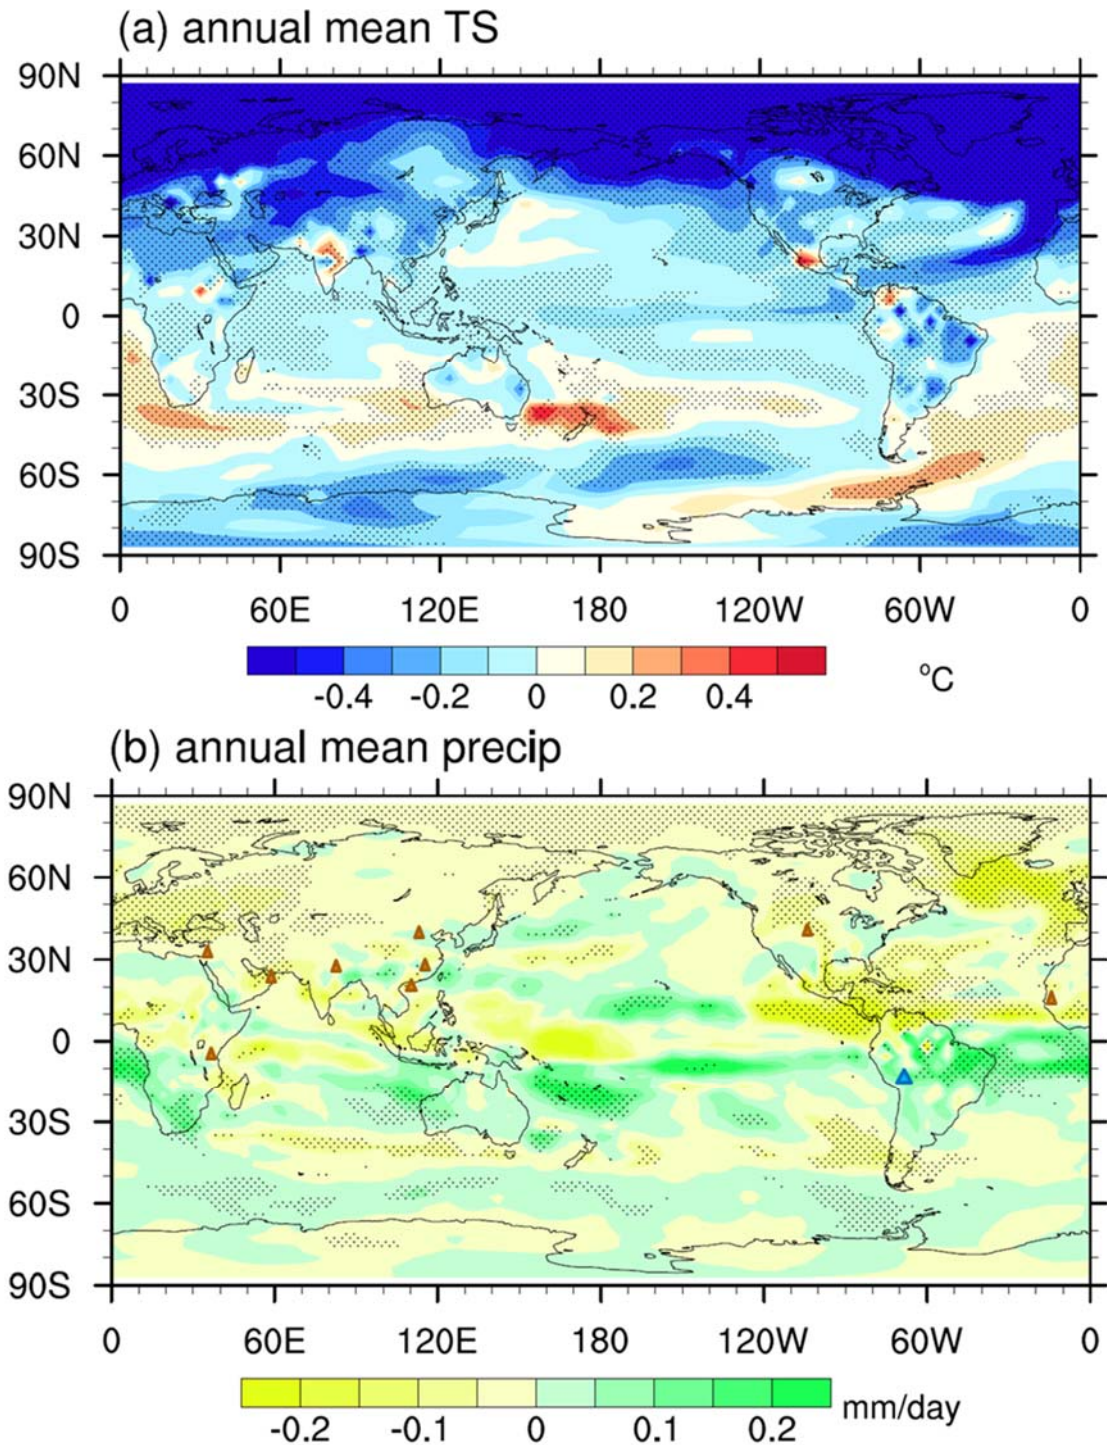 (a) annual mean TS
90N
60N
30N
0
30S
60S
90S
0 60E 120E 180 120W 60W 0
-0.4 -0.2 0 0.2 0.4 °C
(b) annual mean precip
90N
60N
30N
0
30S
60S
90S
0 60E 120E 180 120W 60W 0
-0.2 -0.1 0 0.1 0.2 mm/day